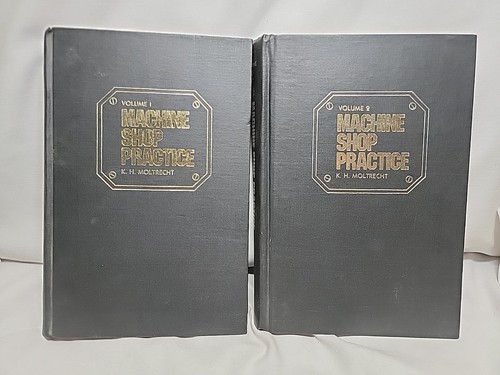 VOLUME 1
MACHINE
SHOP
PRACTICE
K. H. MOLTRECHT
VOLUME 2
MACHINE
SHOP
PRACTICE
K. H. MOLTRECHT